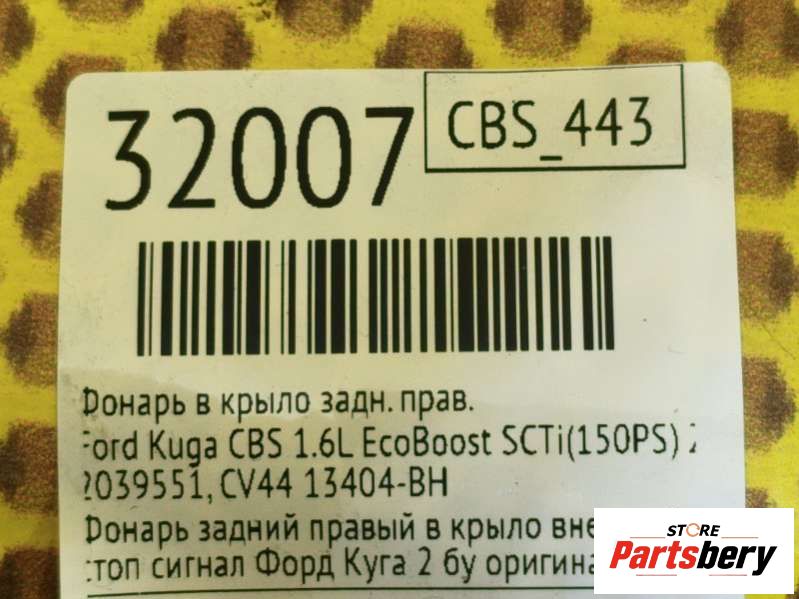 32007
CBS_443
Фонарь в крыло задн. прав.
Ford Kuga CBS 1.6L EcoBoost SCTi(150PS)
2039551, CV44 13404-BH
Фонарь задний правый в крыло вне
стоп сигнал Форд Куга 2 бу оригина
STORE
Partsbery